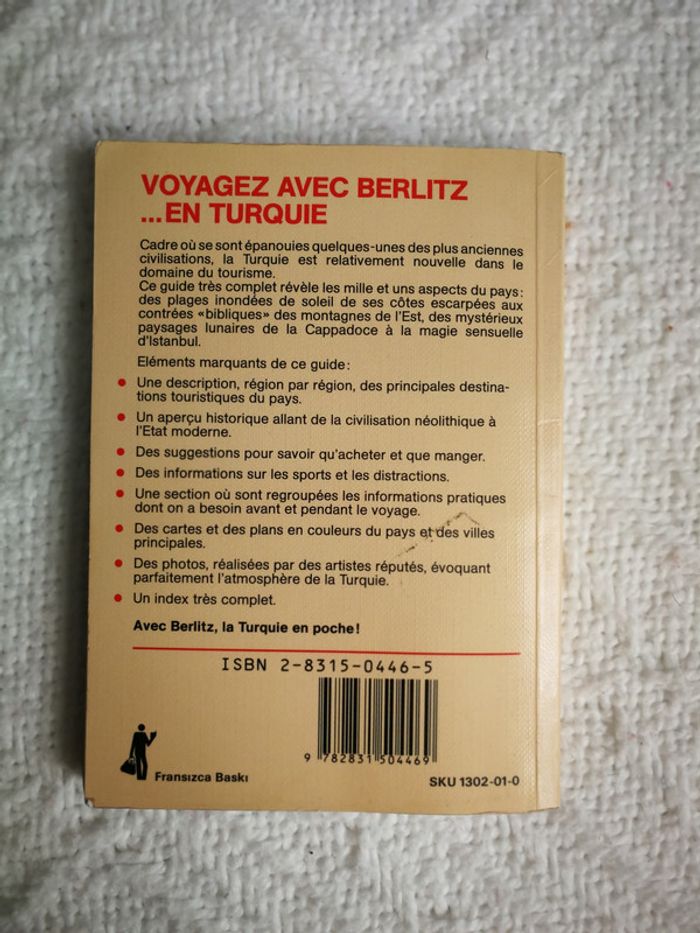 VOYAGEZ AVEC BERLITZ
...EN TURQUIE
Cadre où se sont épanouies quelques-unes des plus anciennes
civilisations, la Turquie est relativement nouvelle dans le
domaine du tourisme.
Ce guide très complet révèle les mille et uns aspects du pays:
des plages inondées de soleil de ses côtes escarpées aux
contrées «bibliques» des montagnes de l'Est, des mystérieux
paysages lunaires de la Cappadoce à la magie sensuelle
d'Istanbul.
Eléments marquants de ce guide:
• Une description, région par région, des principales destina-
tions touristiques du pays.
• Un aperçu historique allant de la civilisation néolithique à
l'Etat moderne.
• Des suggestions pour savoir qu'acheter et que manger.
• Des informations sur les sports et les distractions.
• Une section où sont regroupées les informations pratiques
dont on a besoin avant et pendant le voyage.
• Des cartes et des plans en couleurs du pays et des villes
principales.
• Des photos, réalisées par des artistes réputés, évoquant
parfaitement l'atmosphère de la Turquie.
• Un index très complet.
Avec Berlitz, la Turquie en poche!
ISBN 2-8315-0446-5
9 782831 504469
Fransızca Baskı
SKU 1302-01-0